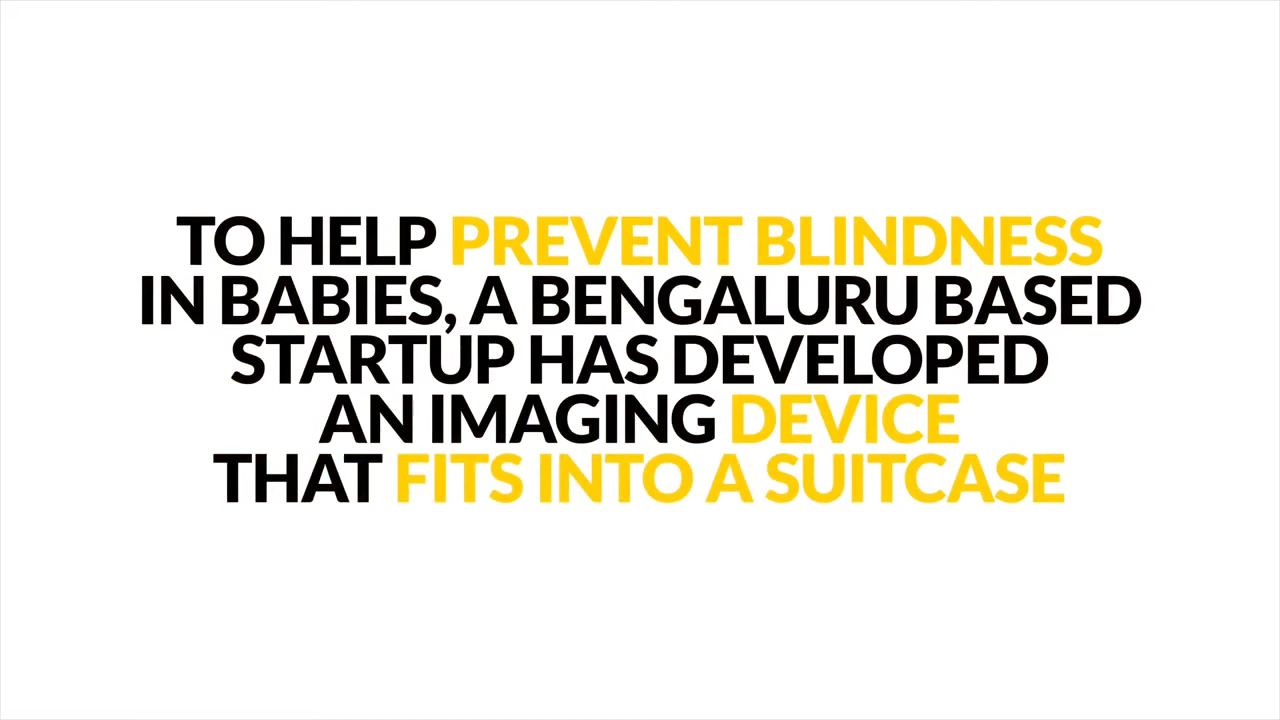 TO HELP PREVENT BLINDNESS
IN BABIES, A BENGALURU BASED
STARTUP HAS DEVELOPED
AN IMAGING DEVICE
THAT FITS INTO A SUITCASE